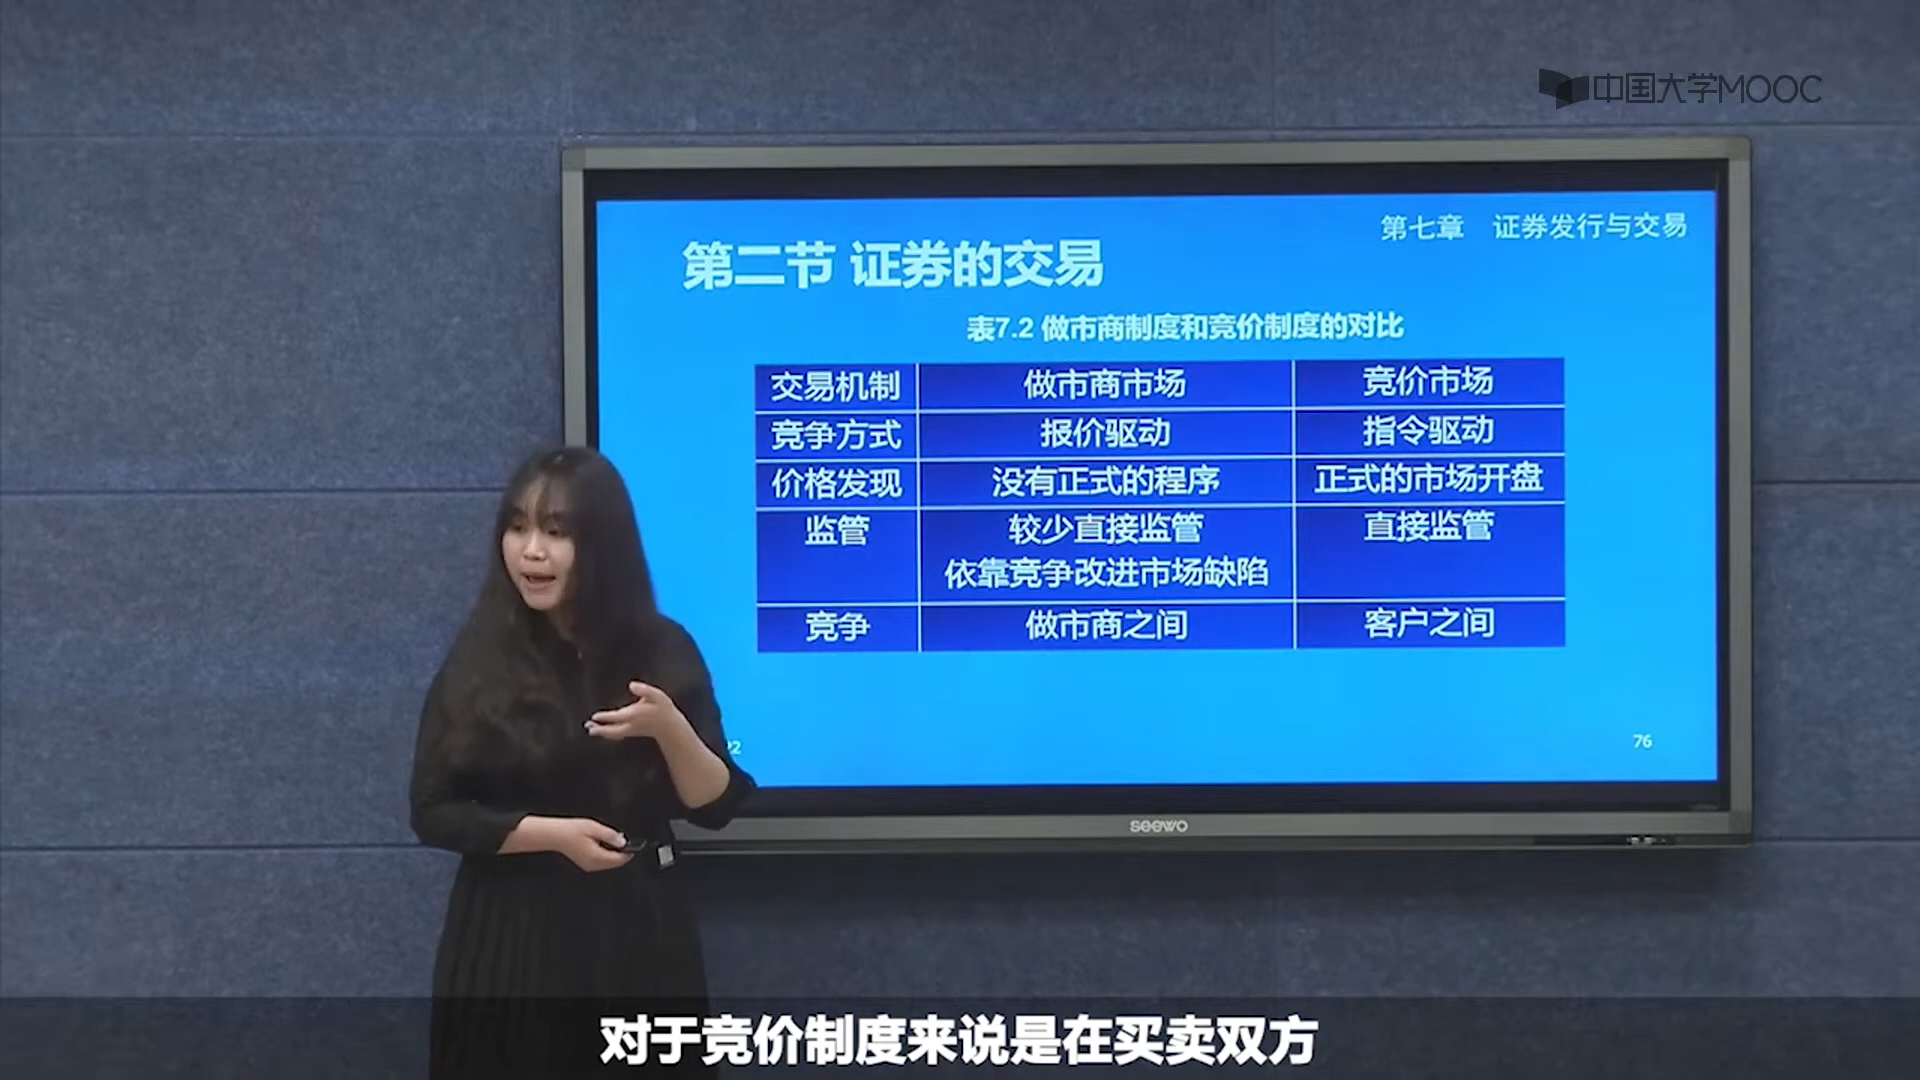 中国大学MOOC
第七章 证券发行与交易
第二节 证券的交易
表7.2 做市商制度和竞价制度的对比
交易机制 做市商市场 竞价市场
竞争方式 报价驱动 指令驱动
价格发现 没有正式的程序 正式的市场开盘
监管 较少直接监管 直接监管
依靠竞争改进市场缺陷
竞争 做市商之间 客户之间
76
seewo
对于竞价制度来说是在买卖双方